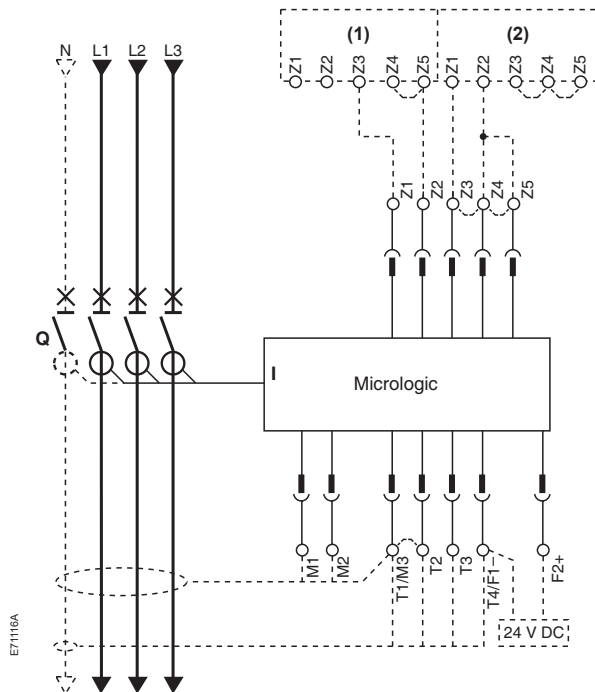 (1) (2)
Z1 Z2 Z3 Z4 Z5 Z1 Z2 Z3 Z4 Z5
N L1 L2 L3
Z1 Z2 Z3 Z4 Z5
Q
I
Micrologic
M1 M2 T1/M3 T2 T3 T4/F1– F2+
24 V DC
E71116A